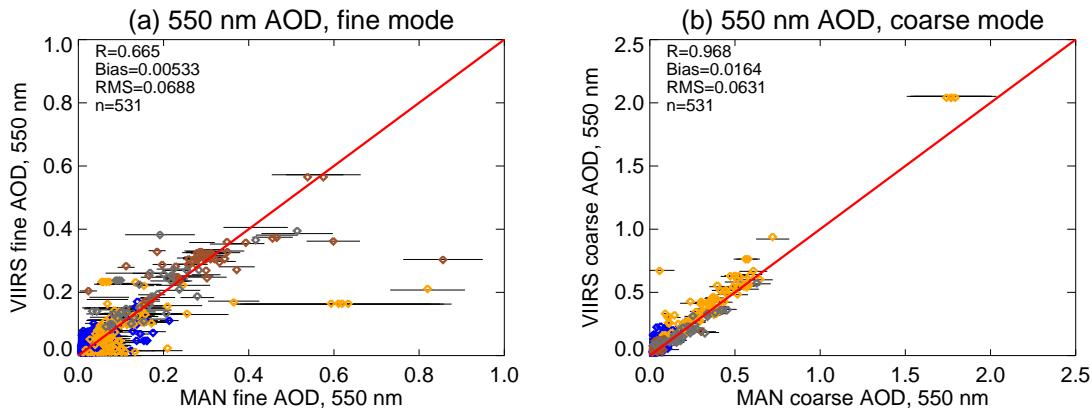 (a) 550 nm AOD, fine mode
1.0
0.8
0.6
0.4
0.2
0.0
VIIRS fine AOD, 550 nm
R=0.665
Bias=0.00533
RMS=0.0688
n=531
0.0 0.2 0.4 0.6 0.8 1.0
MAN fine AOD, 550 nm
(b) 550 nm AOD, coarse mode
2.5
2.0
1.5
1.0
0.5
0.0
VIIRS coarse AOD, 550 nm
R=0.968
Bias=0.0164
RMS=0.0631
n=531
0.0 0.5 1.0 1.5 2.0 2.5
MAN coarse AOD, 550 nm